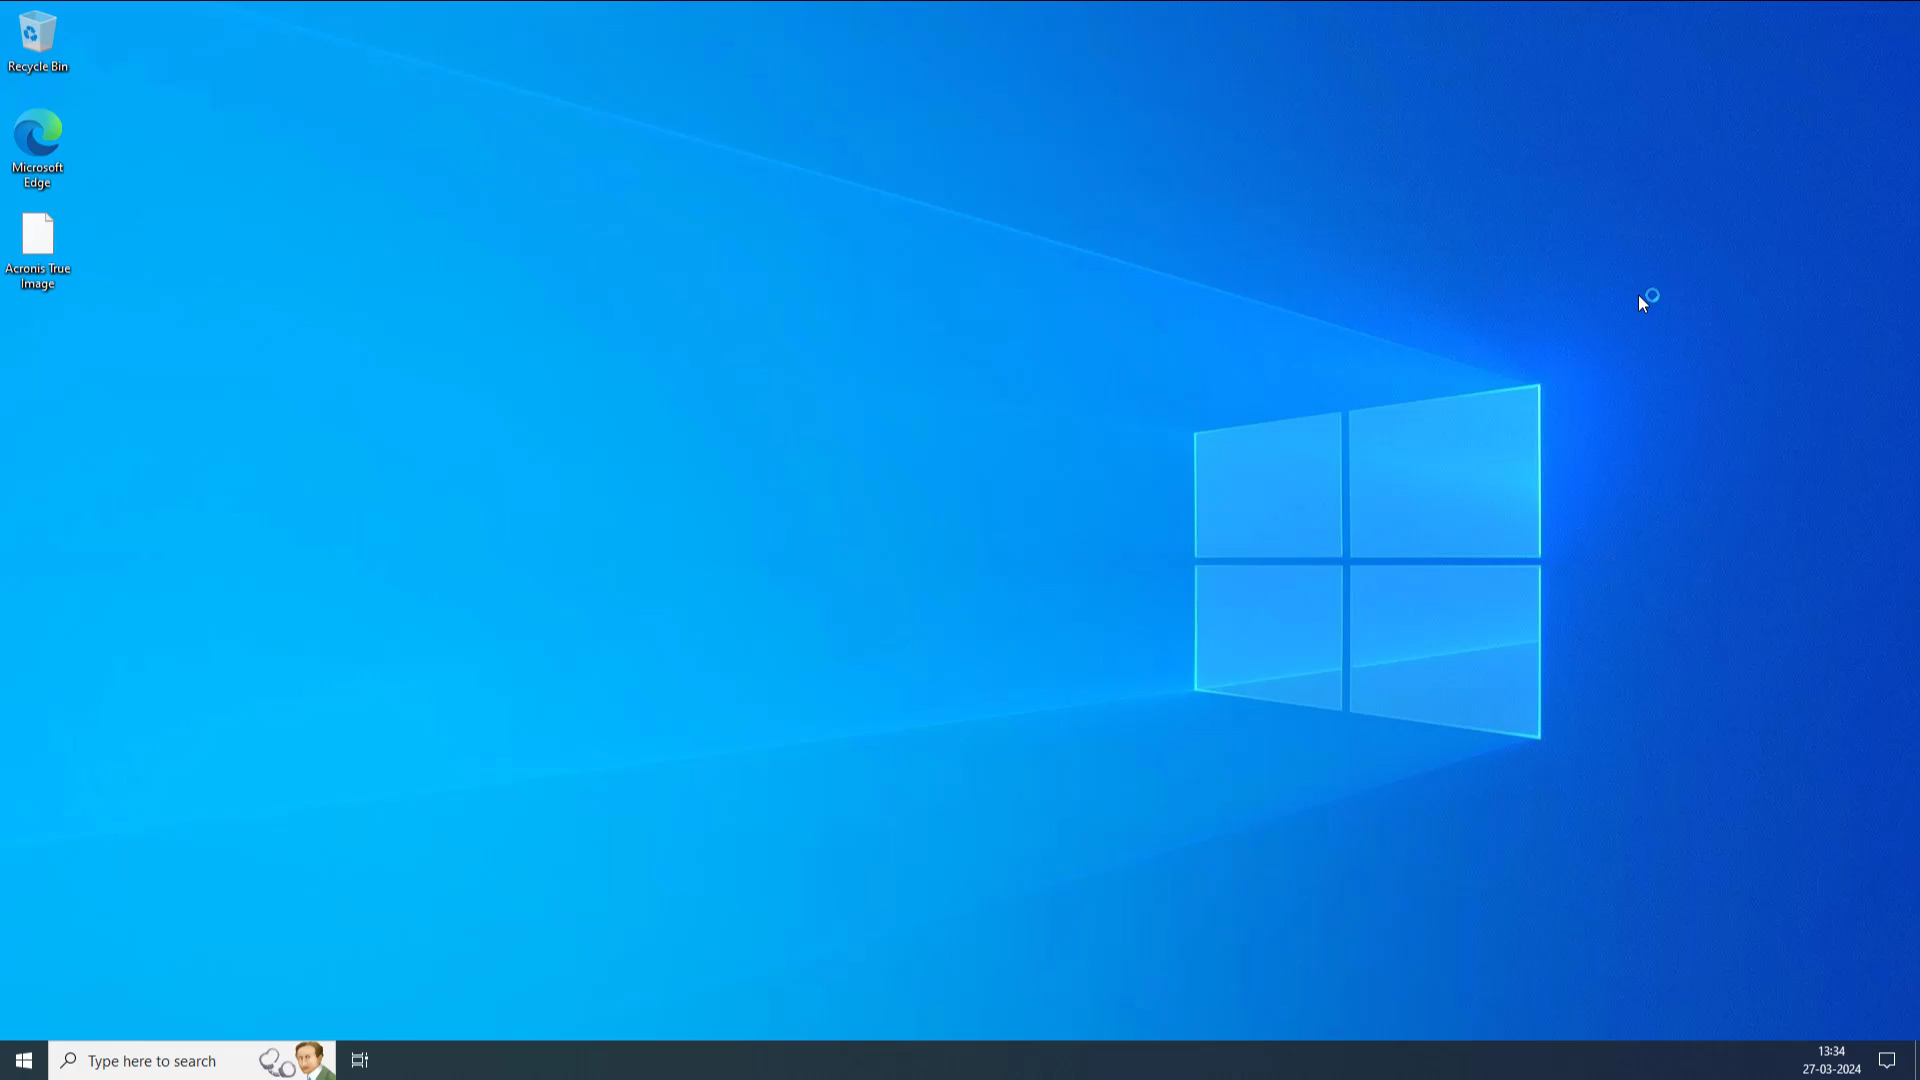 Recycle Bin
Microsoft
Edge
Acronis True
Image
Type here to search
13:34
27-03-2024